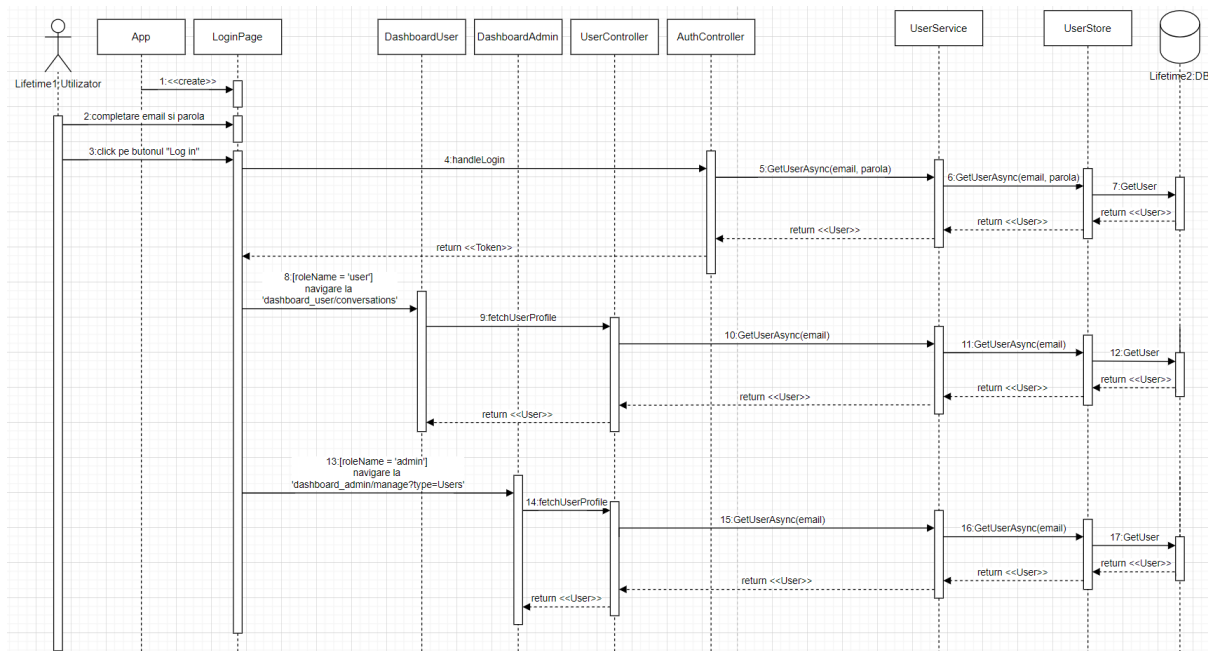 App
LoginPage
DashboardUser
DashboardAdmin
UserController
AuthController
UserService
UserStore
Lifetime1:Utilizator
Lifetime2:DB
1:<<create>>
2:completare email si parola
3:click pe butonul "Log in"
4:handleLogin
5:GetUserAsync(email, parola)
6:GetUserAsync(email, parola)
7:GetUser
return <<User>>
return <<User>>
return <<User>>
return <<Token>>
8:[roleName = 'user']
navigare la
'dashboard_user/conversations'
9:fetchUserProfile
10:GetUserAsync(email)
11:GetUserAsync(email)
12:GetUser
return <<User>>
return <<User>>
return <<User>>
return <<User>>
13:[roleName = 'admin']
navigare la
'dashboard_admin/manage?type=Users'
14:fetchUserProfile
15:GetUserAsync(email)
16:GetUserAsync(email)
17:GetUser
return <<User>>
return <<User>>
return <<User>>
return <<User>>